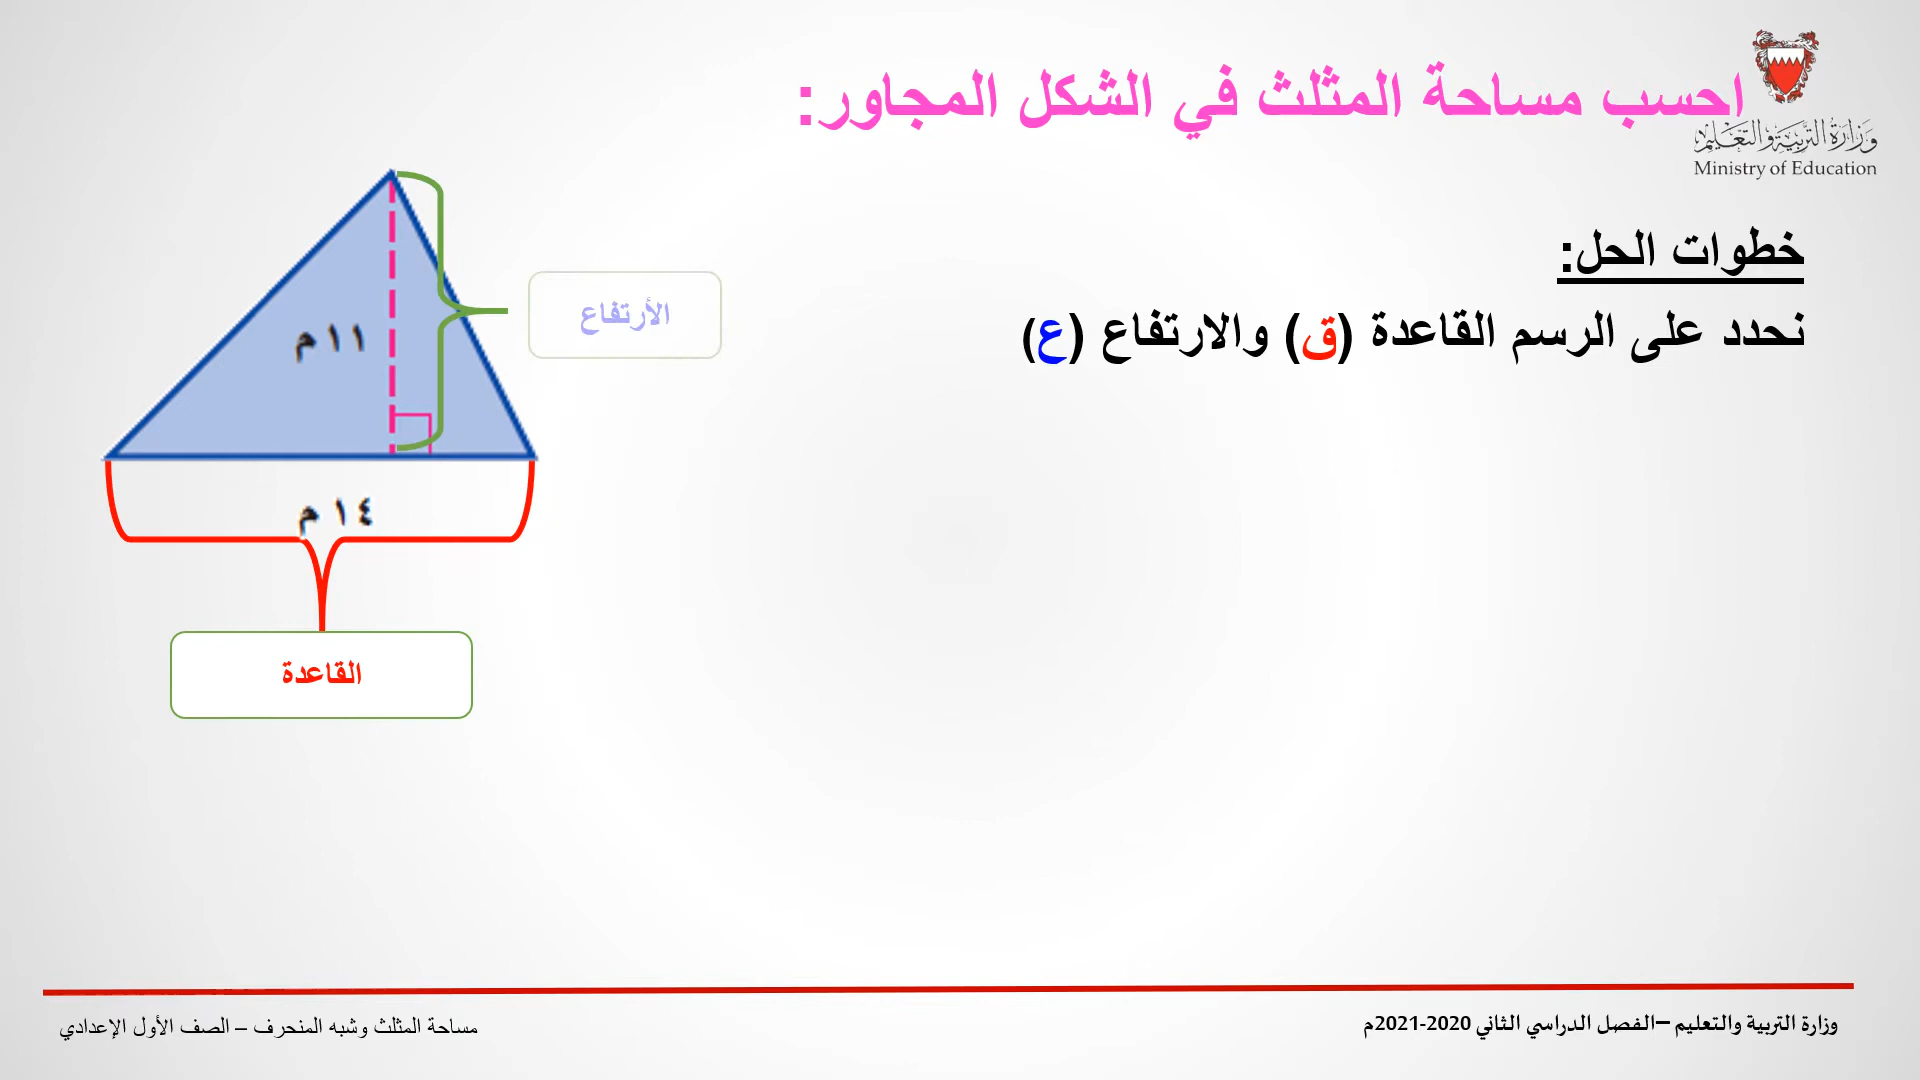 احسب مساحة المثلث في الشكل المجاور:
وزارة التربية والتعليم
Ministry of Education
خطوات الحل:
نحدد على الرسم القاعدة (ق) والارتفاع (ع)
الأرتفاع
١١ م
١٤ م
القاعدة
وزارة التربية والتعليم –الفصل الدراسي الثاني 2020-2021م
مساحة المثلث وشبه المنحرف – الصف الأول الإعدادي